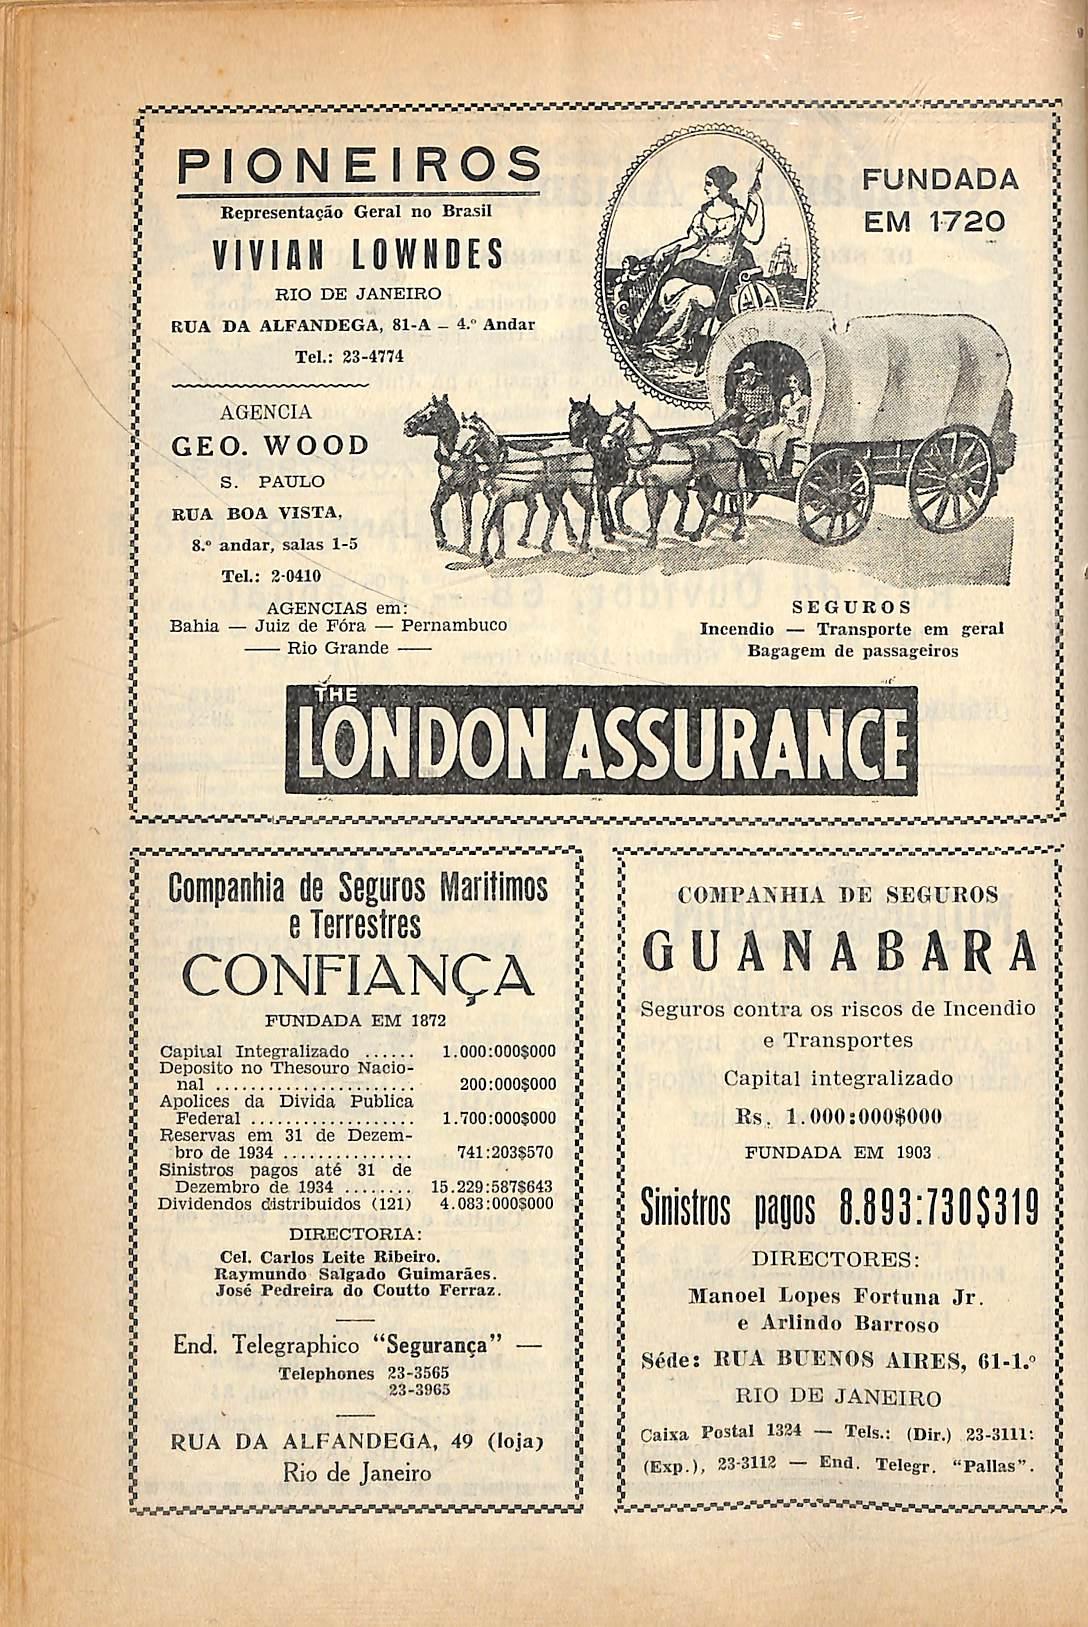 PIONEIROS
Representação Geral no Brasil
VIVIAN LOWNDES
RIO DE JANEIRO
RUA DA ALFANDEGA, 81-A – 4.º Andar
Tel.: 23-4774
AGENCIA
GEO. WOOD
S. PAULO
RUA BOA VISTA,
8.º andar, salas 1-5
Tel.: 2-0410
AGENCIAS em:
Bahia — Juiz de Fóra — Pernambuco
— Rio Grande —
FUNDADA
EM 1720
SEGUROS
Incendio — Transporte em geral
Bagagem de passageiros
THE
LONDON ASSURANCE
Companhia de Seguros Maritimos
e Terrestres
CONFIANÇA
FUNDADA EM 1872
Capital Integralizado ...... 1.000:000$000
Deposito no Thesouro Nacio-
nal ...................... 200:000$000
Apolices da Divida Publica
Federal ................... 1.700:000$000
Reservas em 31 de Dezem-
bro de 1934 ............... 741:203$570
Sinistros pagos até 31 de
Dezembro de 1934 ........ 15.229:587$643
Dividendos distribuidos (121) 4.083:000$000
DIRECTORIA:
Cel. Carlos Leite Ribeiro.
Raymundo Salgado Guimarães.
José Pedreira do Coutto Ferraz.
End. Telegraphico "Segurança" —
Telephones 23-3565
23-3965
RUA DA ALFANDEGA, 49 (loja)
Rio de Janeiro
COMPANHIA DE SEGUROS
GUANABARA
Seguros contra os riscos de Incendio
e Transportes
Capital integralizado
Rs. 1.000:000$000
FUNDADA EM 1903
Sinistros pagos 8.893:730$319
DIRECTORES:
Manoel Lopes Fortuna Jr.
e Arlindo Barroso
Séde: RUA BUENOS AIRES, 61-1.º
RIO DE JANEIRO
Caixa Postal 1324 — Tels.: (Dir.) 23-3111:
(Exp.), 23-3112 — End. Telegr. "Pallas".